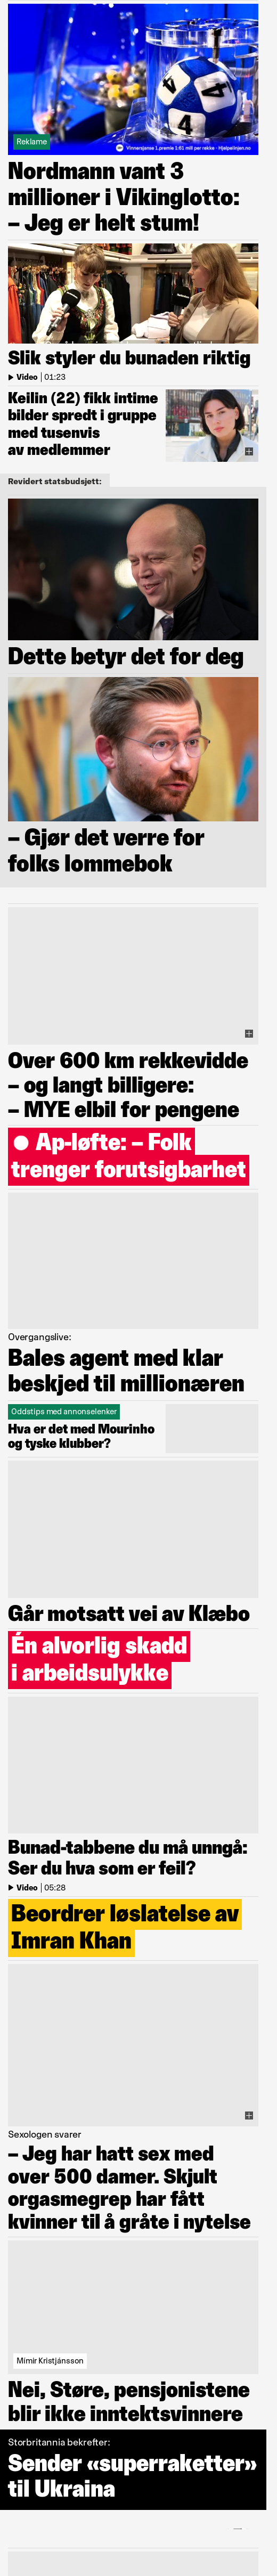 4
4
4
Vinnersjanse 1.premie 1:61 mill per rekke - Hjelpelinjen.no
Reklame
Nordmann vant 3
millioner i Vikinglotto:
– Jeg er helt stum!
Slik styler du bunaden riktig
Video | 01:23
Keilin (22) fikk intime
bilder spredt i gruppe
med tusenvis
av medlemmer
Revidert statsbudsjett:
Dette betyr det for deg
– Gjør det verre for
folks lommebok
Over 600 km rekkevidde
– og langt billigere:
– MYE elbil for pengene
Ap-løfte: – Folk
trenger forutsigbarhet
Overgangslive:
Bales agent med klar
beskjed til millionæren
Oddstips med annonselenker
Hva er det med Mourinho
og tyske klubber?
Går motsatt vei av Klæbo
Én alvorlig skadd
i arbeidsulykke
Bunad-tabbene du må unngå:
Ser du hva som er feil?
Video | 05:28
Beordrer løslatelse av
Imran Khan
Sexologen svarer
– Jeg har hatt sex med
over 500 damer. Skjult
orgasmegrep har fått
kvinner til å gråte i nytelse
Mímir Kristjánsson
Nei, Støre, pensjonistene
blir ikke inntektsvinnere
Storbritannia bekrefter:
Sender «superraketter»
til Ukraina